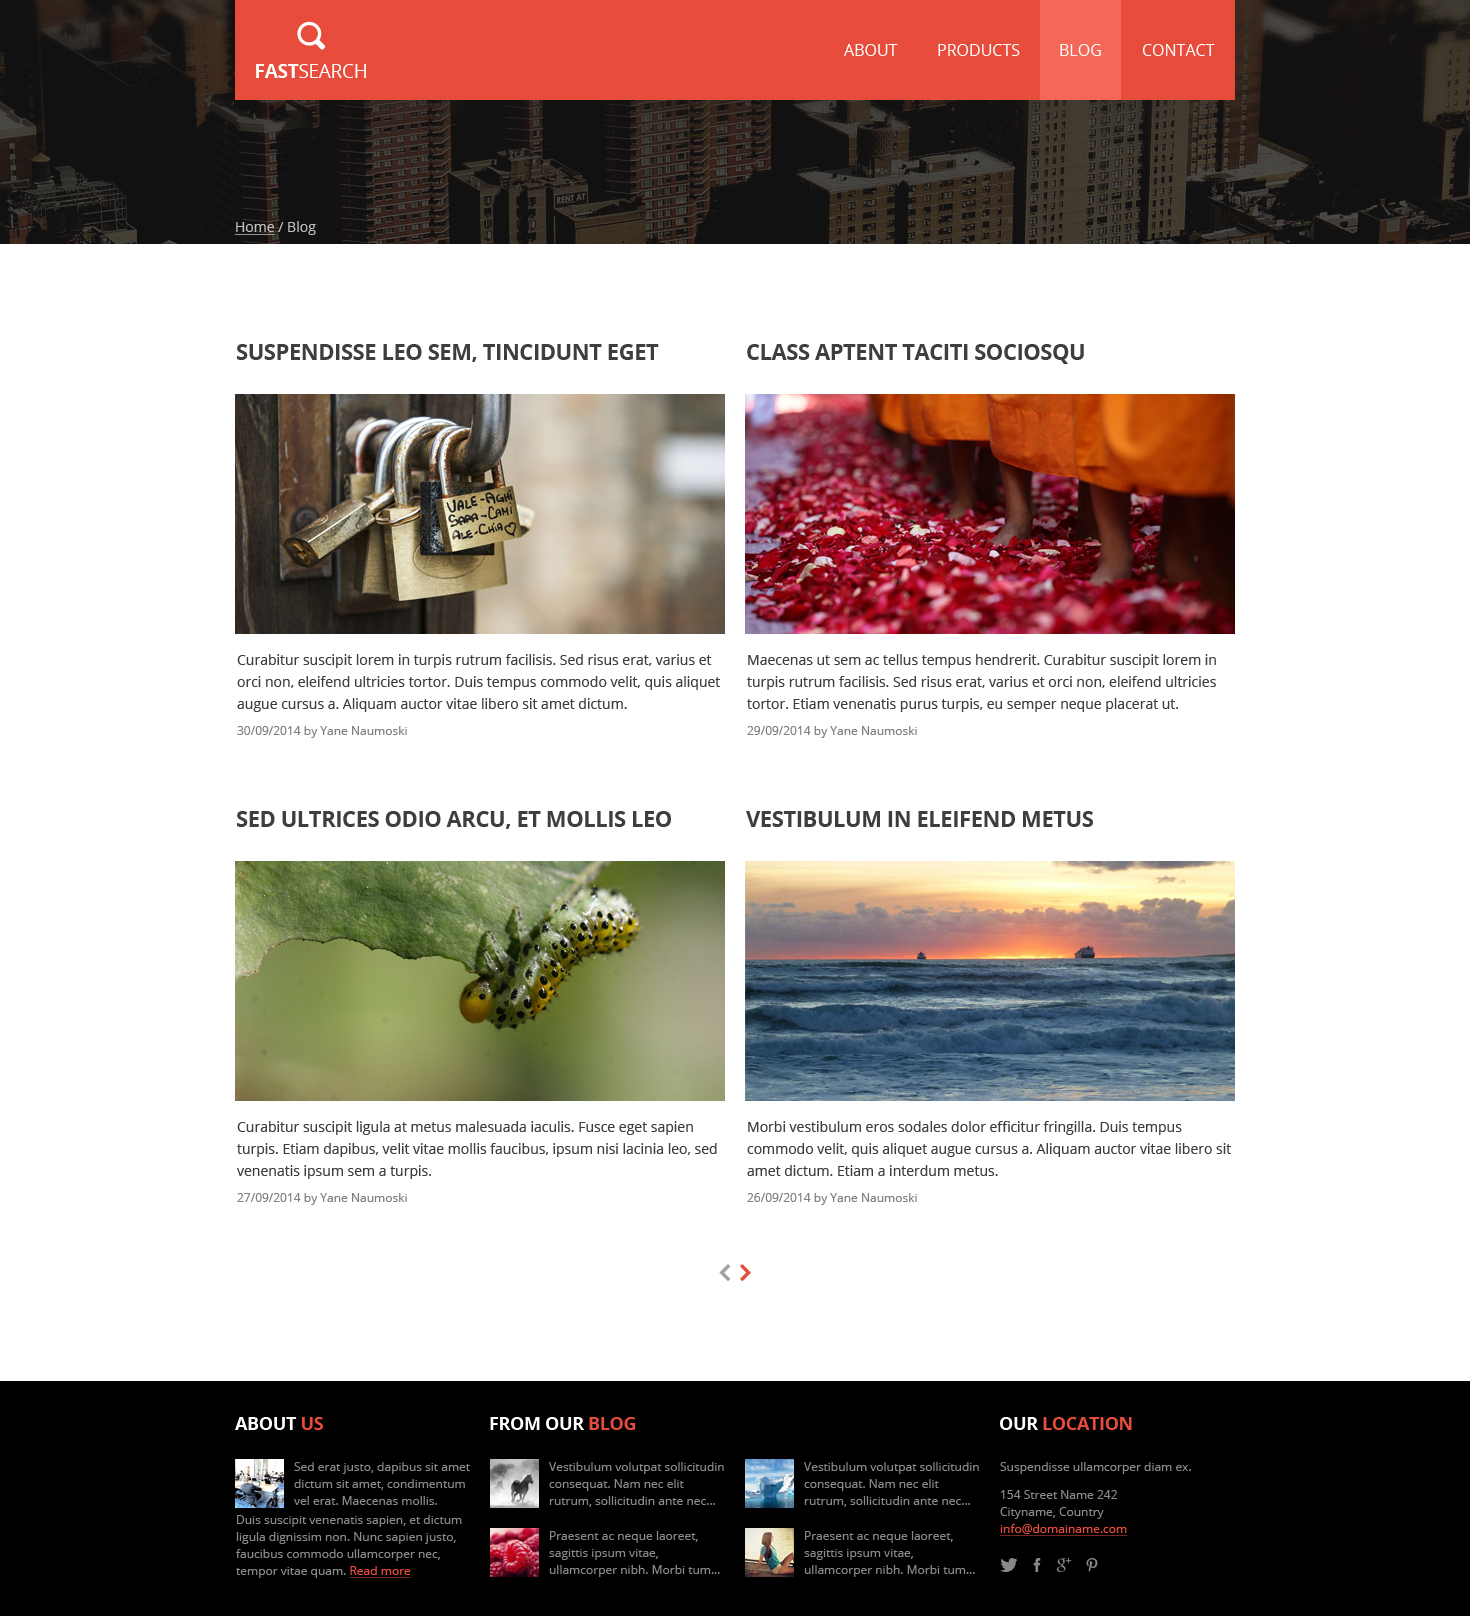 FASTSEARCH
ABOUT
PRODUCTS
BLOG
CONTACT
RENT AT
Home / Blog
SUSPENDISSE LEO SEM, TINCIDUNT EGET
VALE-AGHI
SARA-CAMI
ALE-CHIA
Curabitur suscipit lorem in turpis rutrum facilisis. Sed risus erat, varius et
orci non, eleifend ultricies tortor. Duis tempus commodo velit, quis aliquet
augue cursus a. Aliquam auctor vitae libero sit amet dictum.
30/09/2014 by Yane Naumoski
CLASS APTENT TACITI SOCIOSQU
Maecenas ut sem ac tellus tempus hendrerit. Curabitur suscipit lorem in
turpis rutrum facilisis. Sed risus erat, varius et orci non, eleifend ultricies
tortor. Etiam venenatis purus turpis, eu semper neque placerat ut.
29/09/2014 by Yane Naumoski
SED ULTRICES ODIO ARCU, ET MOLLIS LEO
Curabitur suscipit ligula at metus malesuada iaculis. Fusce eget sapien
turpis. Etiam dapibus, velit vitae mollis faucibus, ipsum nisi lacinia leo, sed
venenatis ipsum sem a turpis.
27/09/2014 by Yane Naumoski
VESTIBULUM IN ELEIFEND METUS
Morbi vestibulum eros sodales dolor efficitur fringilla. Duis tempus
commodo velit, quis aliquet augue cursus a. Aliquam auctor vitae libero sit
amet dictum. Etiam a interdum metus.
26/09/2014 by Yane Naumoski
ABOUT US
Sed erat justo, dapibus sit amet
dictum sit amet, condimentum
vel erat. Maecenas mollis.
Duis suscipit venenatis sapien, et dictum
ligula dignissim non. Nunc sapien justo,
faucibus commodo ullamcorper nec,
tempor vitae quam. Read more
FROM OUR BLOG
Vestibulum volutpat sollicitudin
consequat. Nam nec elit
rutrum, sollicitudin ante nec...
Praesent ac neque laoreet,
sagittis ipsum vitae,
ullamcorper nibh. Morbi tum...
Vestibulum volutpat sollicitudin
consequat. Nam nec elit
rutrum, sollicitudin ante nec...
Praesent ac neque laoreet,
sagittis ipsum vitae,
ullamcorper nibh. Morbi tum...
OUR LOCATION
Suspendisse ullamcorper diam ex.
154 Street Name 242
Cityname, Country
info@domainame.com